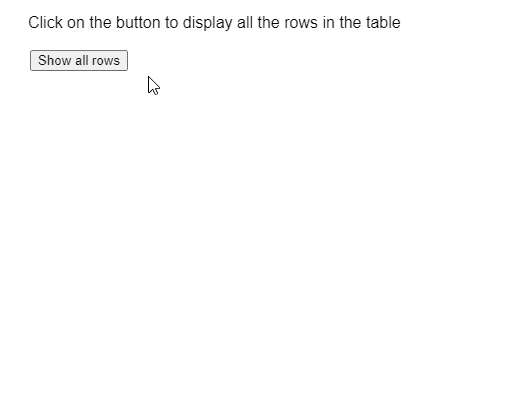 Click on the button to display all the rows in the table
Show all rows